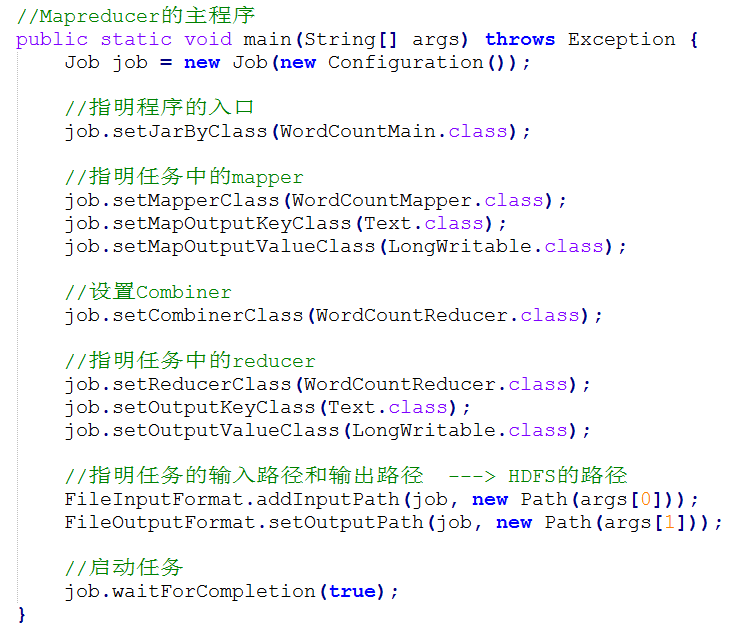 //Mapreducer的主程序
public static void main(String[] args) throws Exception {
    Job job = new Job(new Configuration());

    //指明程序的入口
    job.setJarByClass(WordCountMain.class);

    //指明任务中的mapper
    job.setMapperClass(WordCountMapper.class);
    job.setMapOutputKeyClass(Text.class);
    job.setMapOutputValueClass(LongWritable.class);

    //设置Combiner
    job.setCombinerClass(WordCountReducer.class);

    //指明任务中的reducer
    job.setReducerClass(WordCountReducer.class);
    job.setOutputKeyClass(Text.class);
    job.setOutputValueClass(LongWritable.class);

    //指明任务的输入路径和输出路径  ---> HDFS的路径
    FileInputFormat.addInputPath(job, new Path(args[0]));
    FileOutputFormat.setOutputPath(job, new Path(args[1]));

    //启动任务
    job.waitForCompletion(true);
}